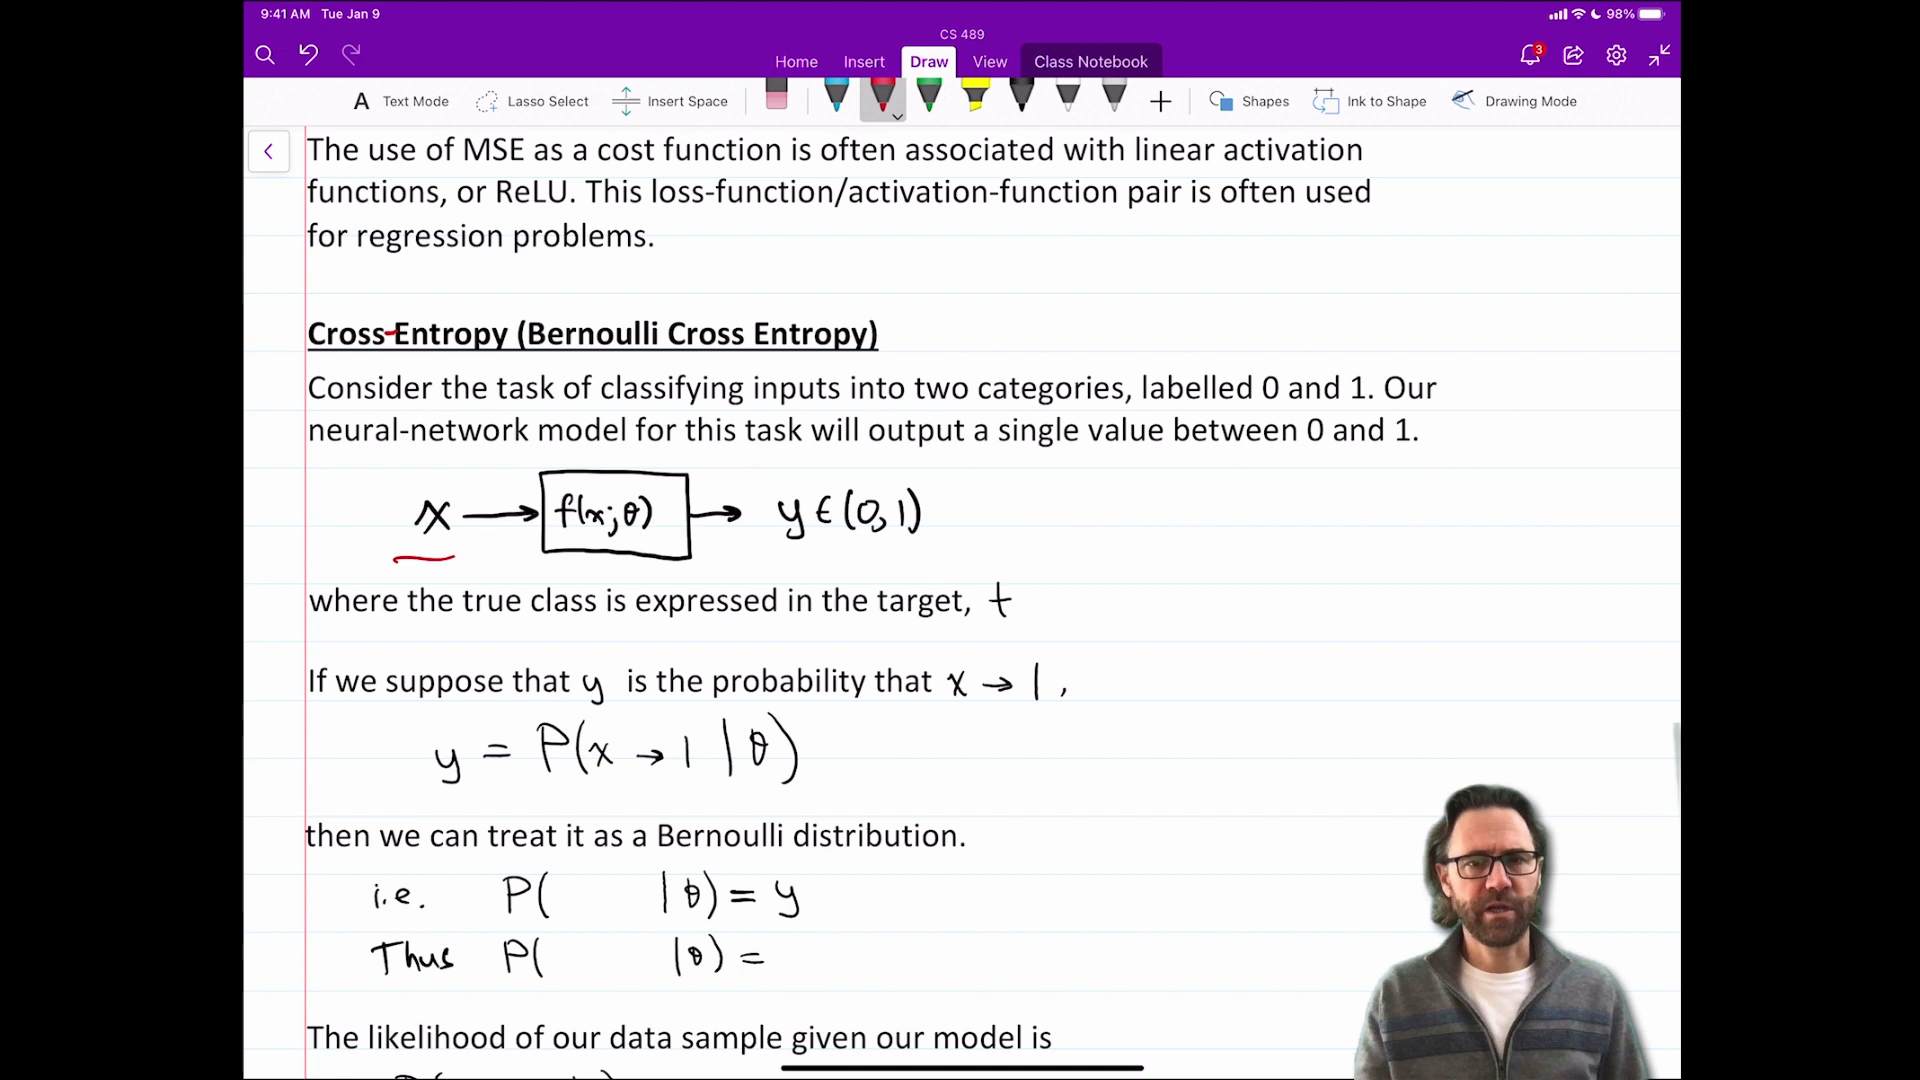 9:41 AM Tue Jan 9
98%
CS 489
Home Insert Draw View Class Notebook
3
Text Mode Lasso Select Insert Space Shapes Ink to Shape Drawing Mode
The use of MSE as a cost function is often associated with linear activation
functions, or ReLU. This loss-function/activation-function pair is often used
for regression problems.
Cross-Entropy (Bernoulli Cross Entropy)
Consider the task of classifying inputs into two categories, labelled 0 and 1. Our
neural-network model for this task will output a single value between 0 and 1.
x → f(x;θ) → y ∈ (0,1)
where the true class is expressed in the target, t
If we suppose that y is the probability that x → 1,
y = P(x → 1 | θ)
then we can treat it as a Bernoulli distribution.
i.e. P( | θ) = y
Thus P( | θ) =
The likelihood of our data sample given our model is